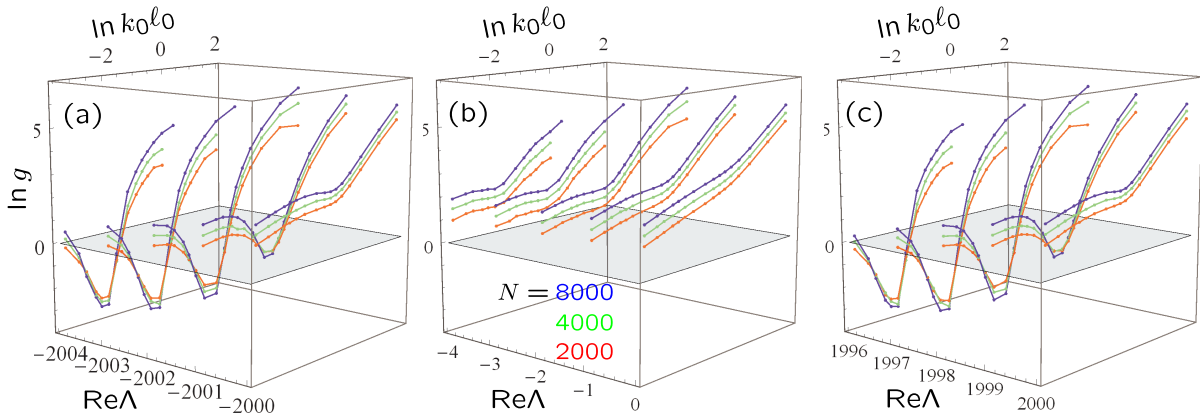 ln k₀ℓ₀
−2 0 2
(a)
5
0
ln g
−2004
−2003
−2002
−2001
−2000
ReΛ
ln k₀ℓ₀
−2 0 2
(b)
5
0
N = 8000
4000
2000
−4
−3
−2
-1
0
ReΛ
ln k₀ℓ₀
−2 0 2
(c)
5
0
1996
1997
1998
1999
2000
ReΛ